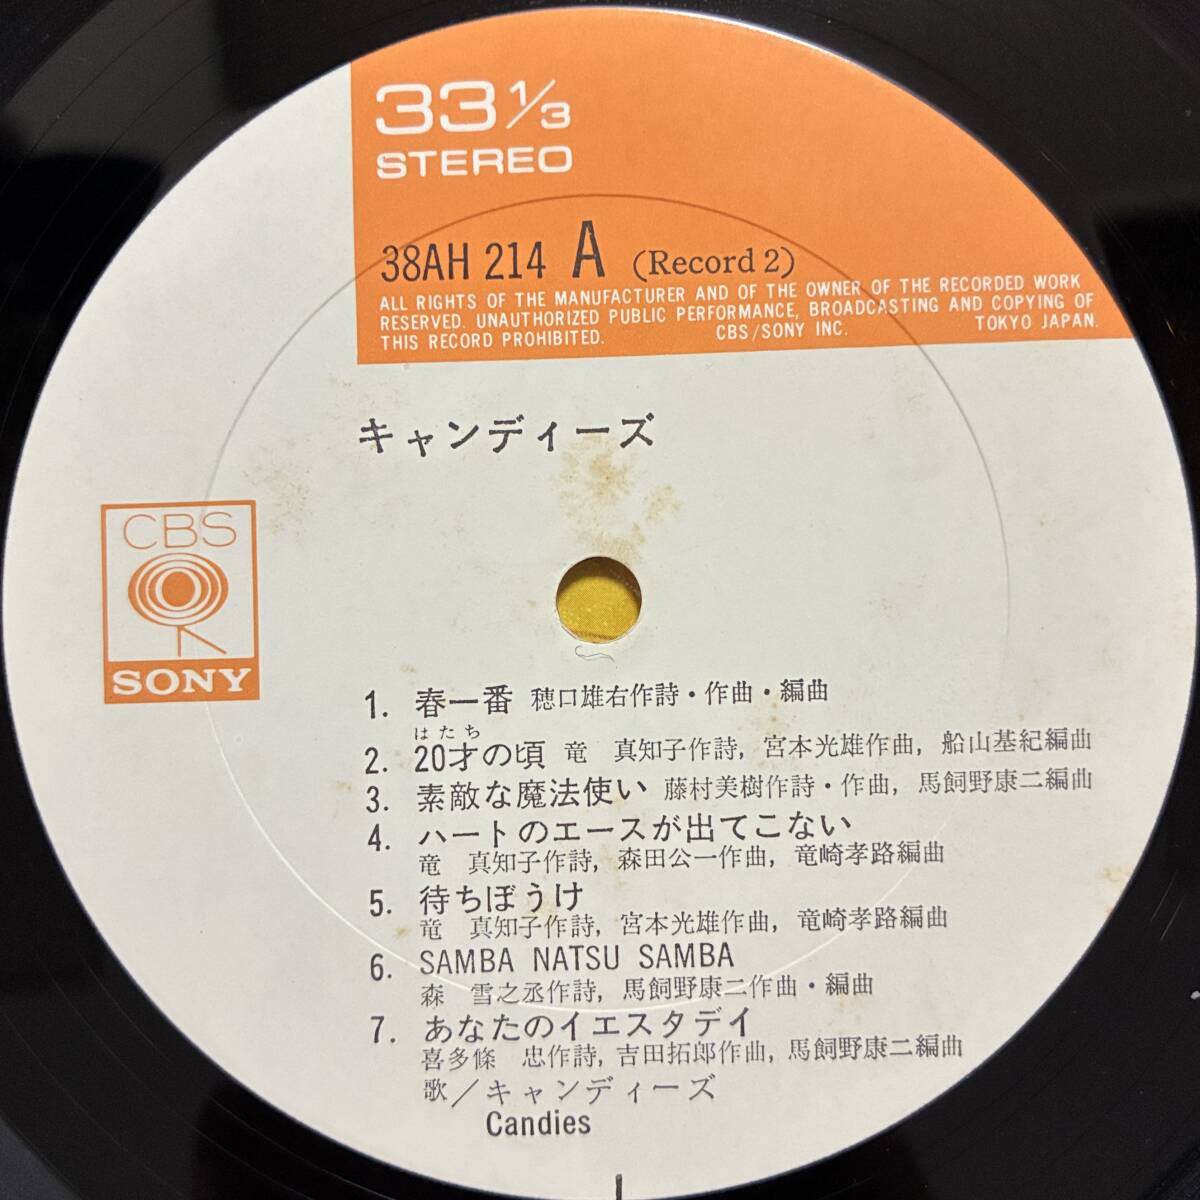 33 1/3
STEREO
38AH 214 A (Record 2)
ALL RIGHTS OF THE MANUFACTURER AND OF THE OWNER OF THE RECORDED WORK
RESERVED. UNAUTHORIZED PUBLIC PERFORMANCE, BROADCASTING AND COPYING OF
THIS RECORD PROHIBITED. CBS/SONY INC. TOKYO JAPAN.
キャンディーズ
CBS
SONY
1. 春一番 穂口雄右作詩・作曲・編曲
はたち
2. 20才の頃 竜 真知子作詩, 宮本光雄作曲, 船山基紀編曲
3. 素敵な魔法使い 藤村美樹作詩・作曲, 馬飼野康二編曲
4. ハートのエースが出てこない
竜 真知子作詩, 森田公一作曲, 竜崎孝路編曲
5. 待ちぼうけ
竜 真知子作詩, 宮本光雄作曲, 竜崎孝路編曲
6. SAMBA NATSU SAMBA
森 雪之丞作詩, 馬飼野康二作曲・編曲
7. あなたのイエスタデイ
喜多條 忠作詩, 吉田拓郎作曲, 馬飼野康二編曲
歌／キャンディーズ
Candies